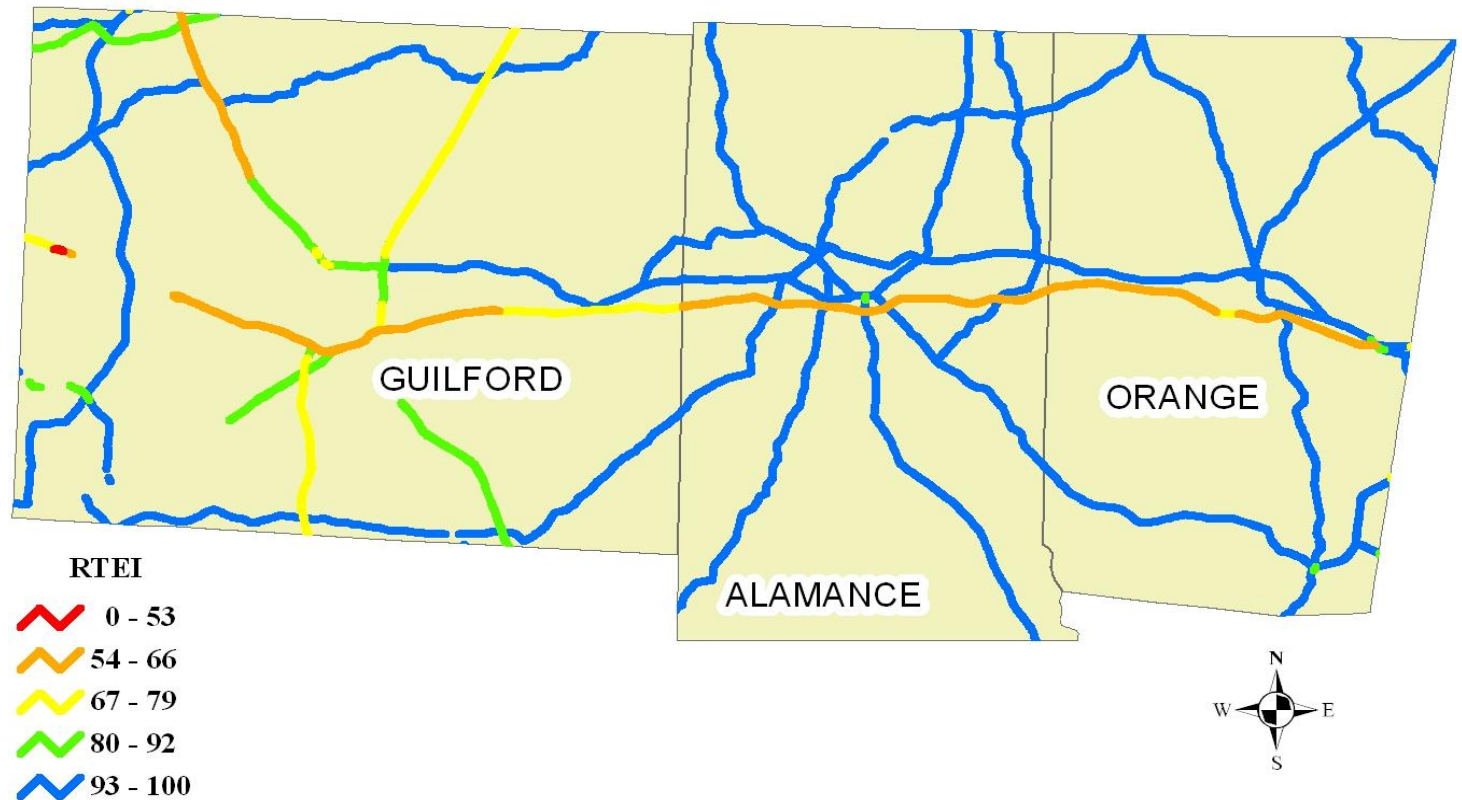 GUILFORD
ORANGE
ALAMANCE
RTEI
0 - 53
54 - 66
67 - 79
80 - 92
93 - 100
N
W E
S